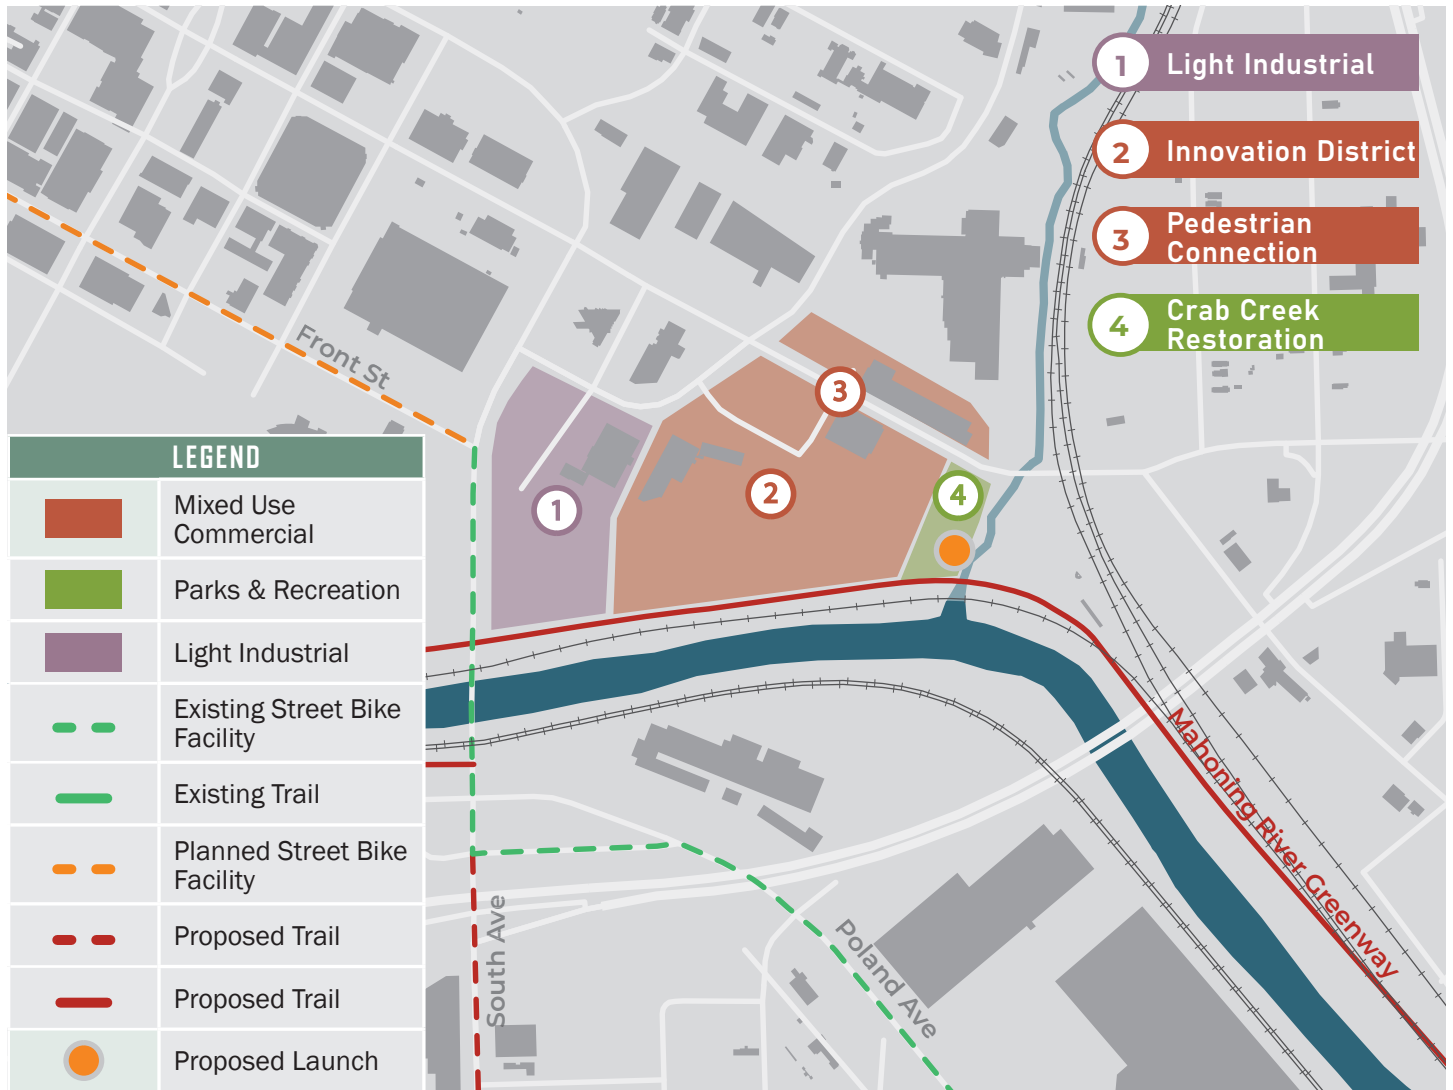 1 Light Industrial
2 Innovation District
3 Pedestrian
Connection
4 Crab Creek
Restoration
Front St
3
2
4
1
LEGEND
Mixed Use
Commercial
Parks & Recreation
Light Industrial
Existing Street Bike
Facility
Existing Trail
Planned Street Bike
Facility
Proposed Trail
Proposed Trail
Proposed Launch
Mahoning River Greenway
South Ave
Poland Ave